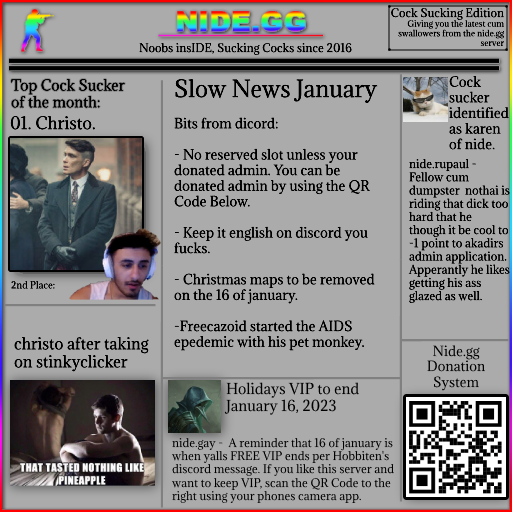 NIDE.GG
Noobs insIDE, Sucking Cocks since 2016
Cock Sucking Edition
Giving you the latest cum
swallowers from the nide.gg
server
Top Cock Sucker
of the month:
01. Christo.
2nd Place:
christo after taking
on stinkyclicker
THAT TASTED NOTHING LIKE
PINEAPPLE
Slow News January
Bits from dicord:
- No reserved slot unless your
donated admin. You can be
donated admin by using the QR
Code Below.
- Keep it english on discord you
fucks.
- Christmas maps to be removed
on the 16 of january.
-Freecazoid started the AIDS
epedemic with his pet monkey.
Holidays VIP to end
January 16, 2023
nide.gay - A reminder that 16 of january is
when yalls FREE VIP ends per Hobbiten's
discord message. If you like this server and
want to keep VIP, scan the QR Code to the
right using your phones camera app.
Cock
sucker
identified
as karen
of nide.
nide.rupaul -
Fellow cum
dumpster nothai is
riding that dick too
hard that he
though it be cool to
-1 point to akadirs
admin application.
Apperantly he likes
getting his ass
glazed as well.
Nide.gg
Donation
System